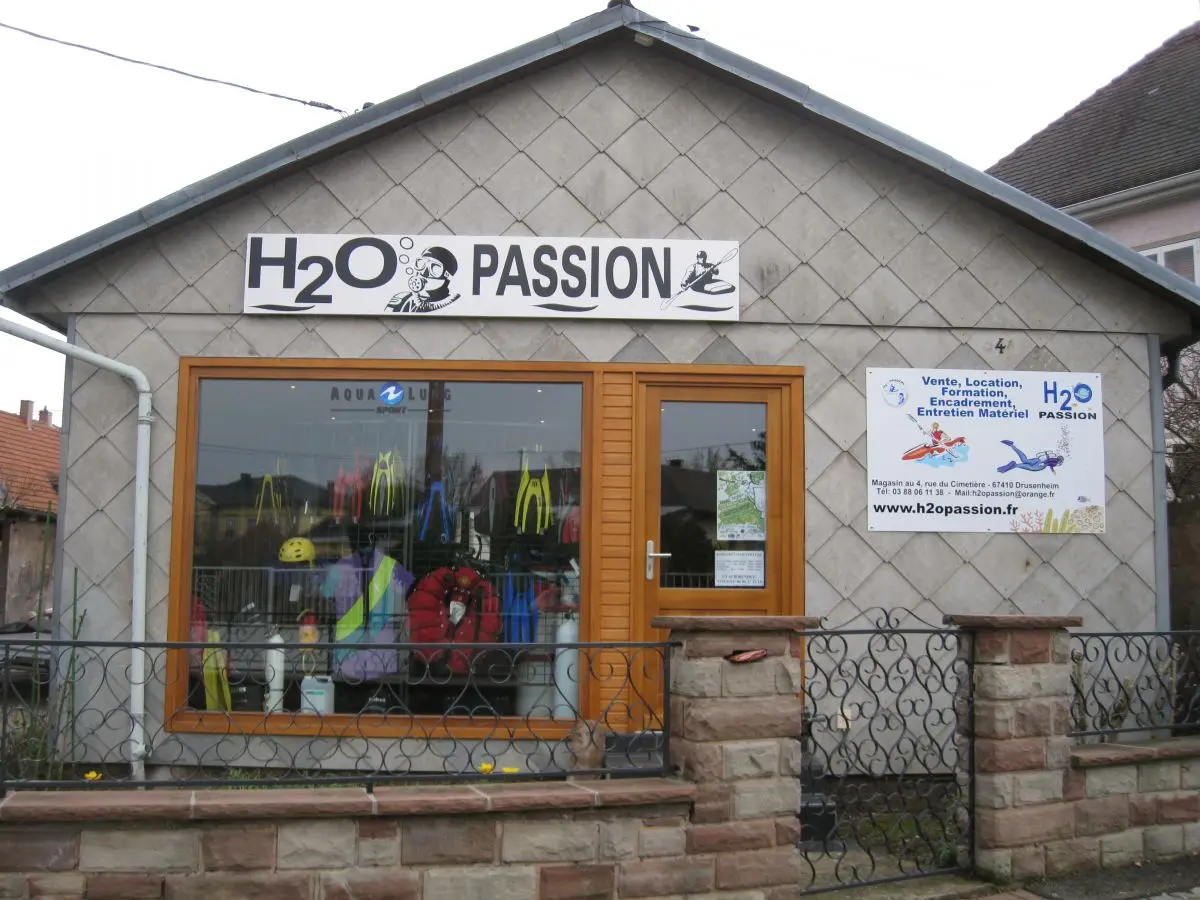 H2O PASSION
4
AQUA LUNG
SPORT
Vente, Location,
Formation,
Encadrement,
Entretien Matériel
H2O
PASSION
Magasin au 4, rue du Cimetière - 67410 Drusenheim
Tél: 03 88 06 11 38 - Mail:h2opassion@orange.fr
www.h2opassion.fr